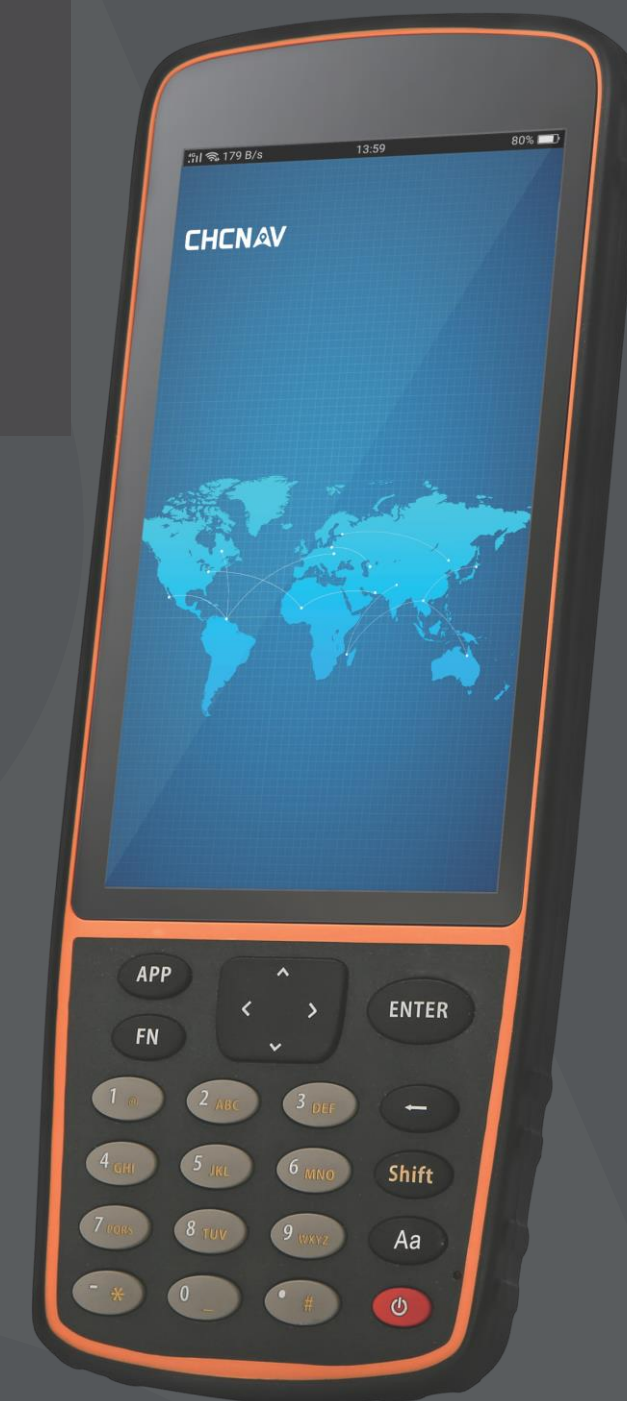 4G 179 B/s 13:59 80%
CHCNAV
APP
ENTER
FN
1 @ 2 ABC 3 DEF ←
4 GHI 5 JKL 6 MNO Shift
7 PQRS 8 TUV 9 WXYZ Aa
- * 0 _ . #